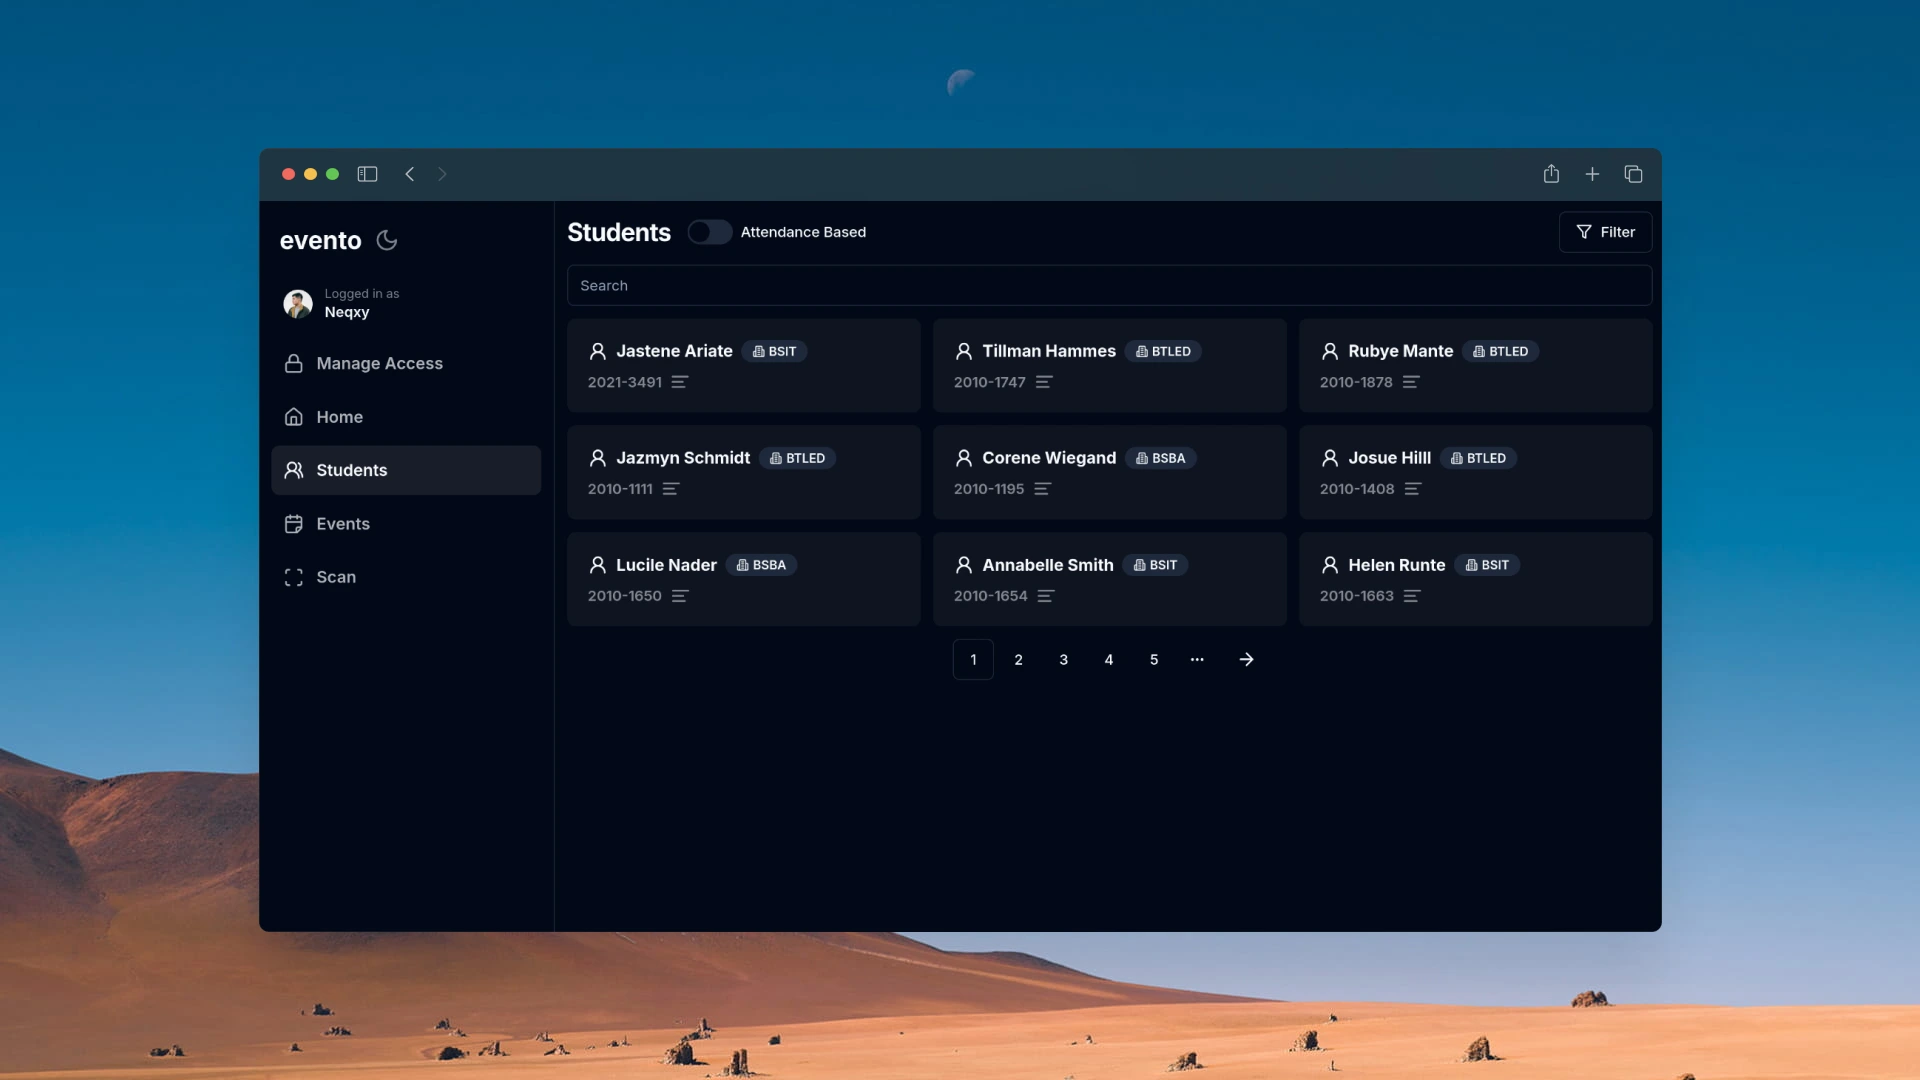 evento
Logged in as
Neqxy
Manage Access
Home
Students
Events
Scan
Students Attendance Based Filter
Search
Jastene Ariate BSIT
2021-3491
Tillman Hammes BTLED
2010-1747
Rubye Mante BTLED
2010-1878
Jazmyn Schmidt BTLED
2010-1111
Corene Wiegand BSBA
2010-1195
Josue Hilll BTLED
2010-1408
Lucile Nader BSBA
2010-1650
Annabelle Smith BSIT
2010-1654
Helen Runte BSIT
2010-1663
1 2 3 4 5 ...